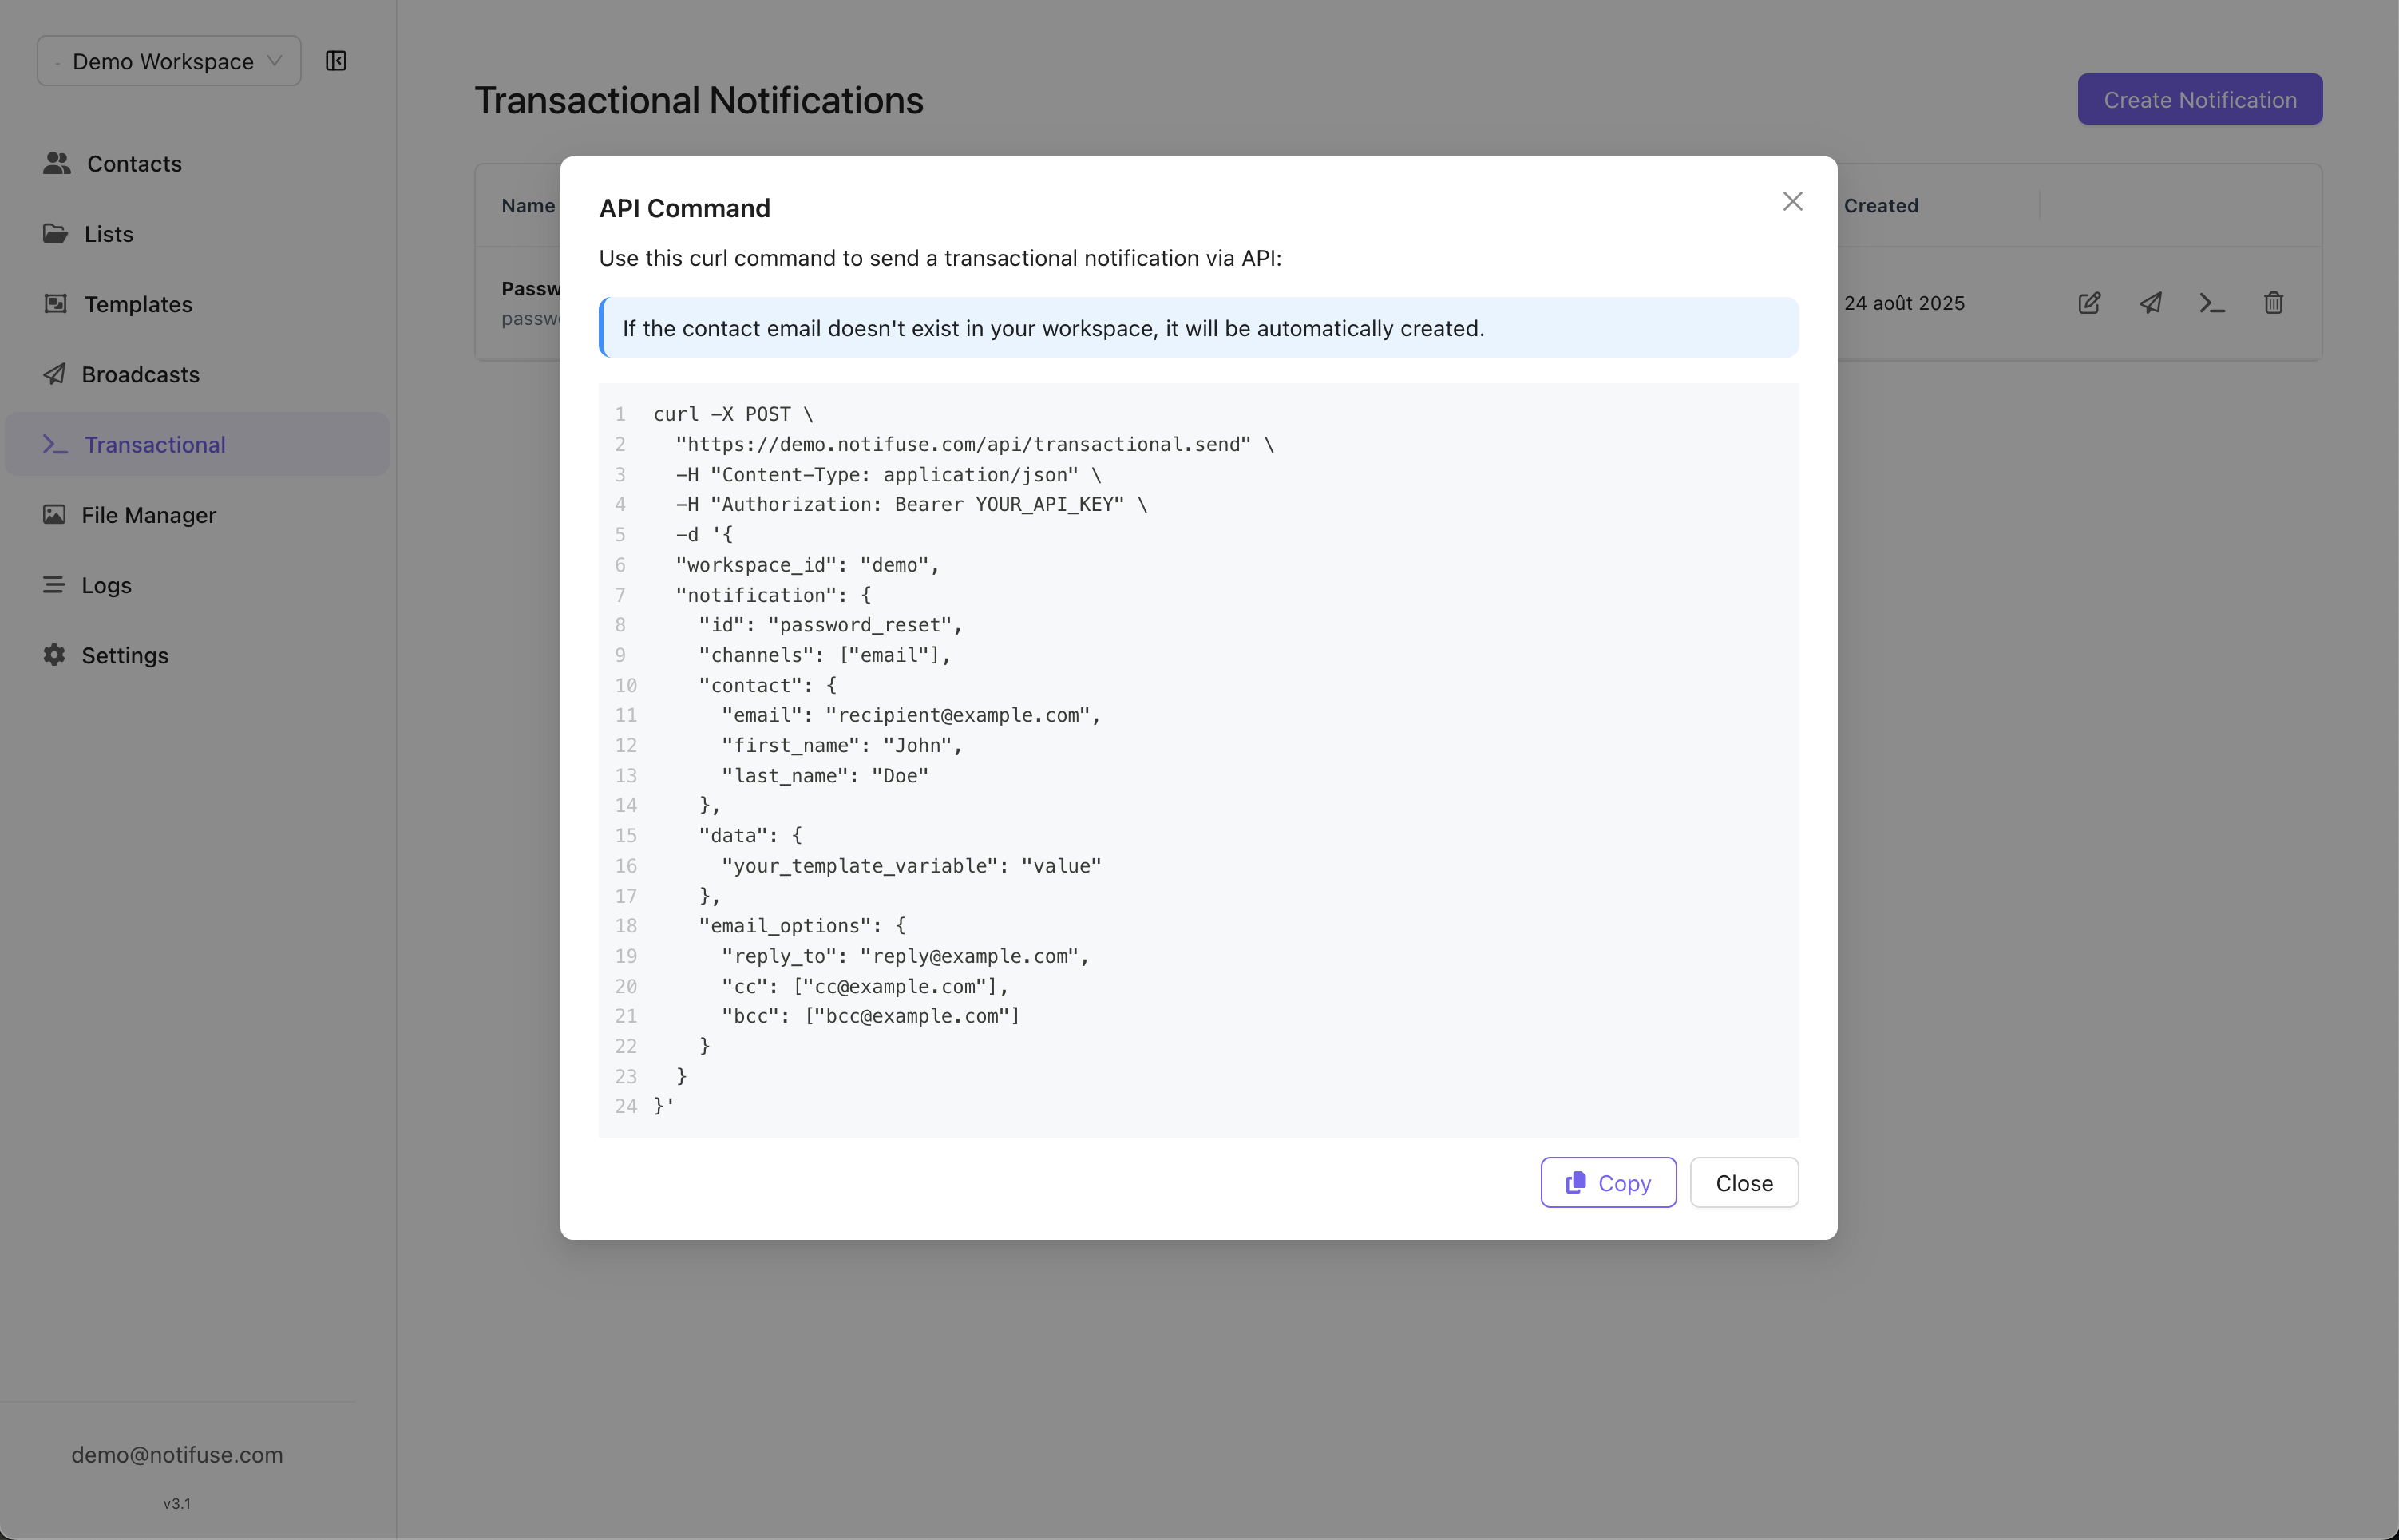 Demo Workspace
Contacts
Lists
Templates
Broadcasts
Transactional
File Manager
Logs
Settings
demo@notifuse.com
v3.1
Transactional Notifications
Create Notification
Name
Created
Passw
passwo
24 août 2025
API Command
Use this curl command to send a transactional notification via API:
If the contact email doesn't exist in your workspace, it will be automatically created.
1 curl -X POST \
2   "https://demo.notifuse.com/api/transactional.send" \
3   -H "Content-Type: application/json" \
4   -H "Authorization: Bearer YOUR_API_KEY" \
5   -d '{
6   "workspace_id": "demo",
7   "notification": {
8     "id": "password_reset",
9     "channels": ["email"],
10     "contact": {
11       "email": "recipient@example.com",
12       "first_name": "John",
13       "last_name": "Doe"
14     },
15     "data": {
16       "your_template_variable": "value"
17     },
18     "email_options": {
19       "reply_to": "reply@example.com",
20       "cc": ["cc@example.com"],
21       "bcc": ["bcc@example.com"]
22     }
23   }
24 }'
Copy
Close